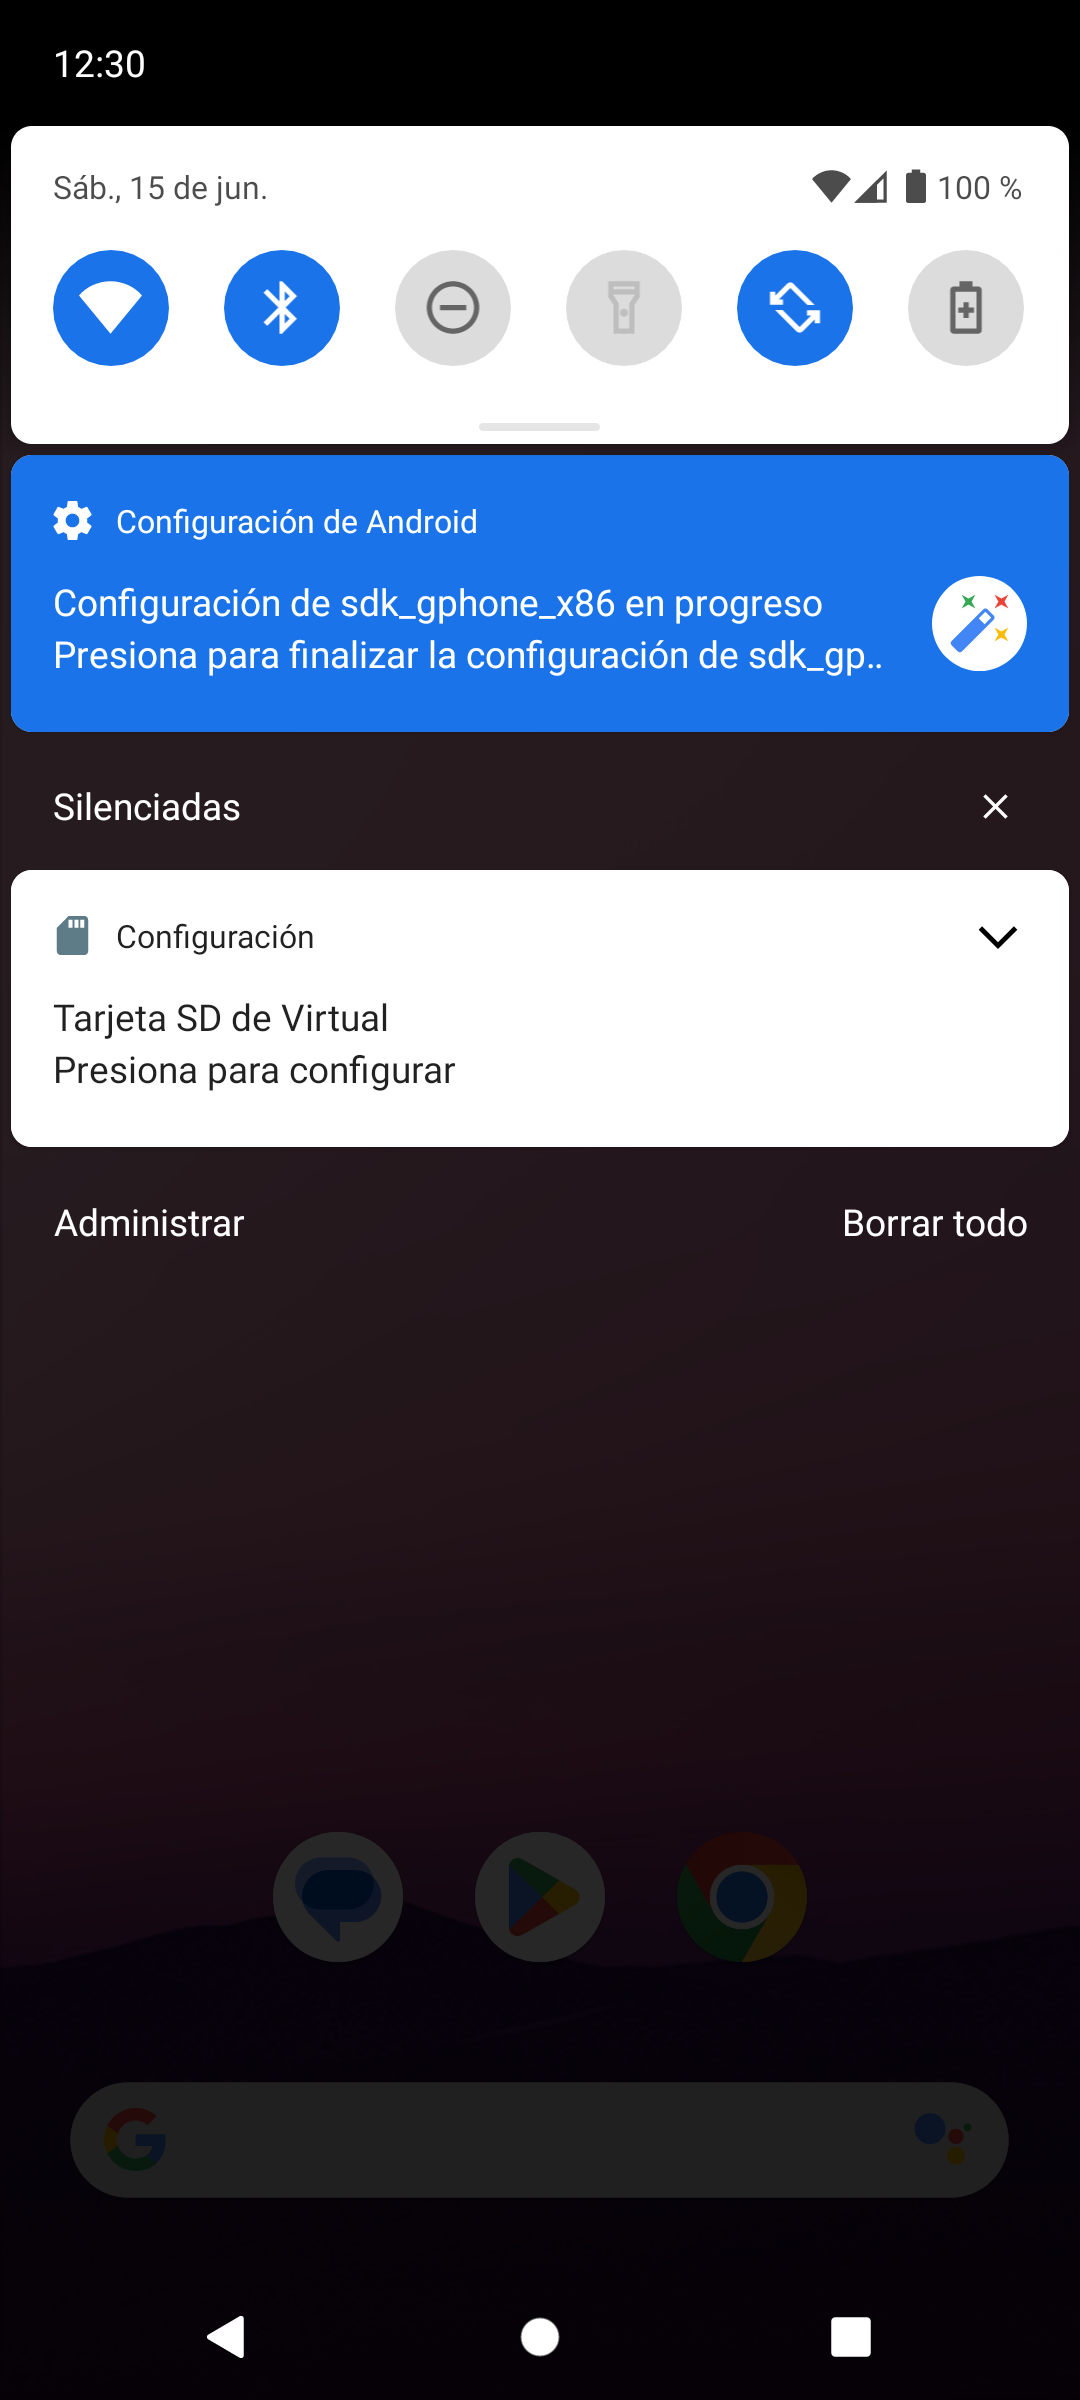 12:30
Sáb., 15 de jun.
100 %
Configuración de Android
Configuración de sdk_gphone_x86 en progreso
Presiona para finalizar la configuración de sdk_gp..
Silenciadas
Configuración
Tarjeta SD de Virtual
Presiona para configurar
Administrar
Borrar todo